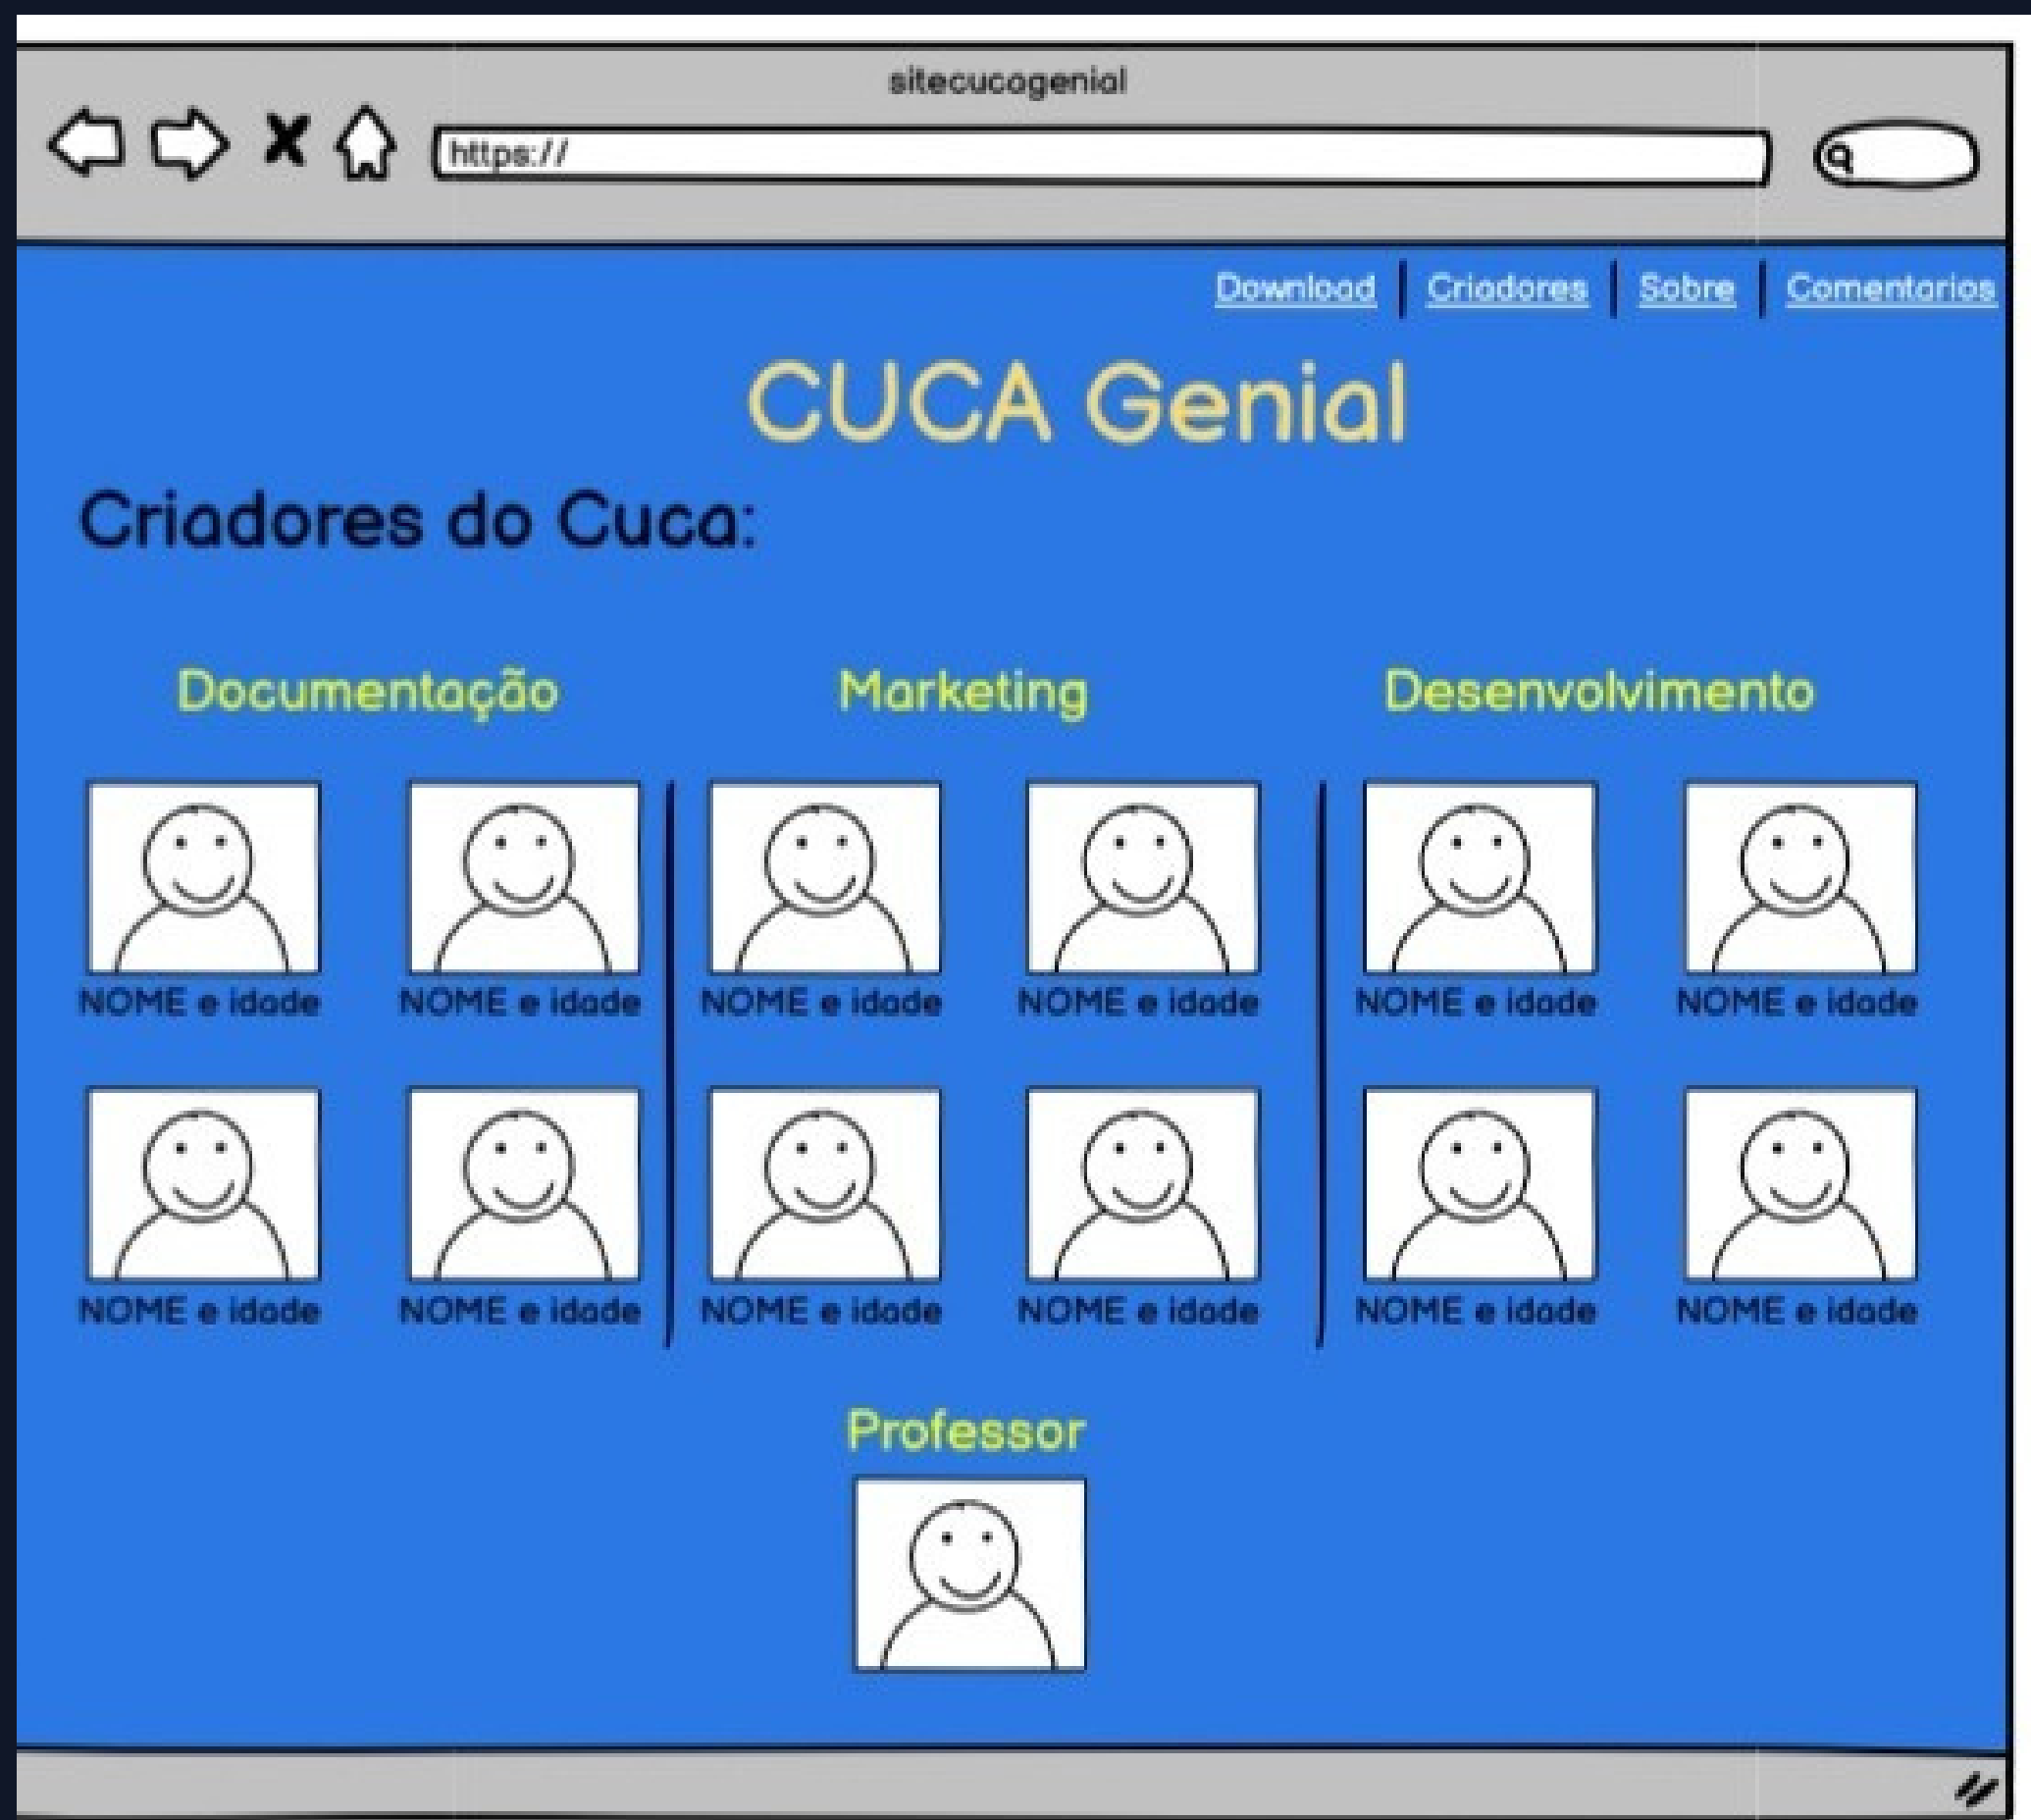 sitecucagenial
https://
Download Criadores Sobre Comentarios
CUCA Genial
Criadores do Cuca:
Documentação Marketing Desenvolvimento
NOME e idade NOME e idade NOME e idade NOME e idade NOME e idade NOME e idade
NOME e idade NOME e idade NOME e idade NOME e idade NOME e idade NOME e idade
Professor